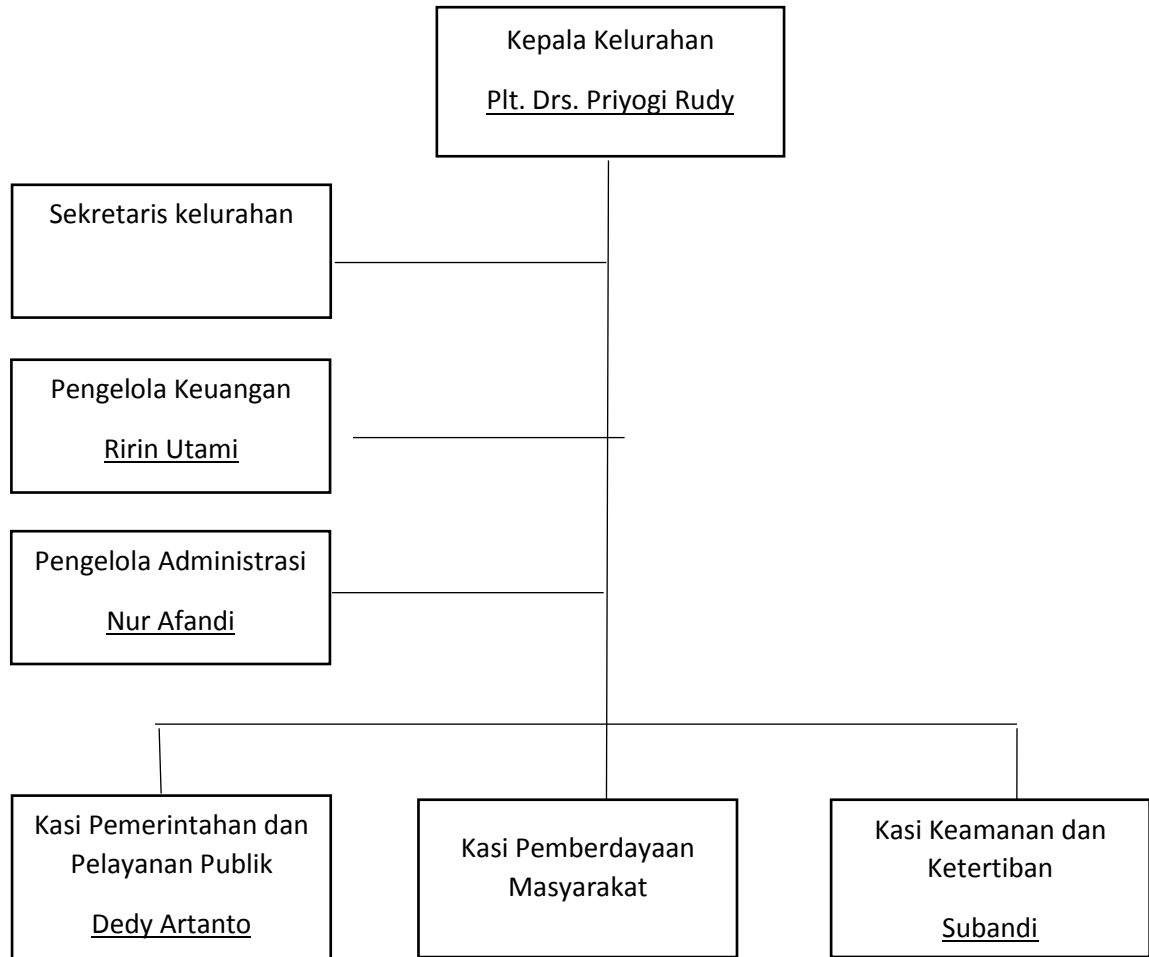 Kepala Kelurahan
Plt. Drs. Priyogi Rudy
Sekretaris kelurahan
Pengelola Keuangan
Ririn Utami
Pengelola Administrasi
Nur Afandi
Kasi Pemerintahan dan
Pelayanan Publik
Dedy Artanto
Kasi Pemberdayaan
Masyarakat
Kasi Keamanan dan
Ketertiban
Subandi